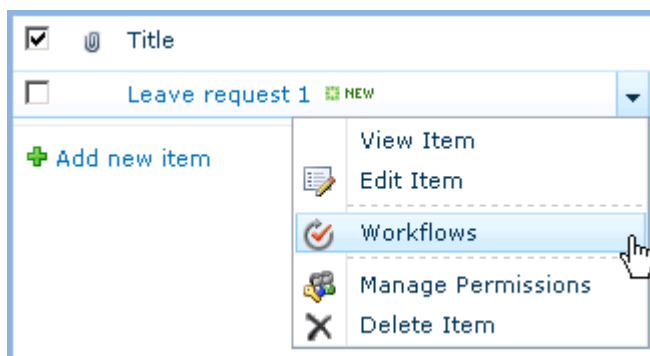 Title
Leave request 1 NEW
Add new item
View Item
Edit Item
Workflows
Manage Permissions
Delete Item